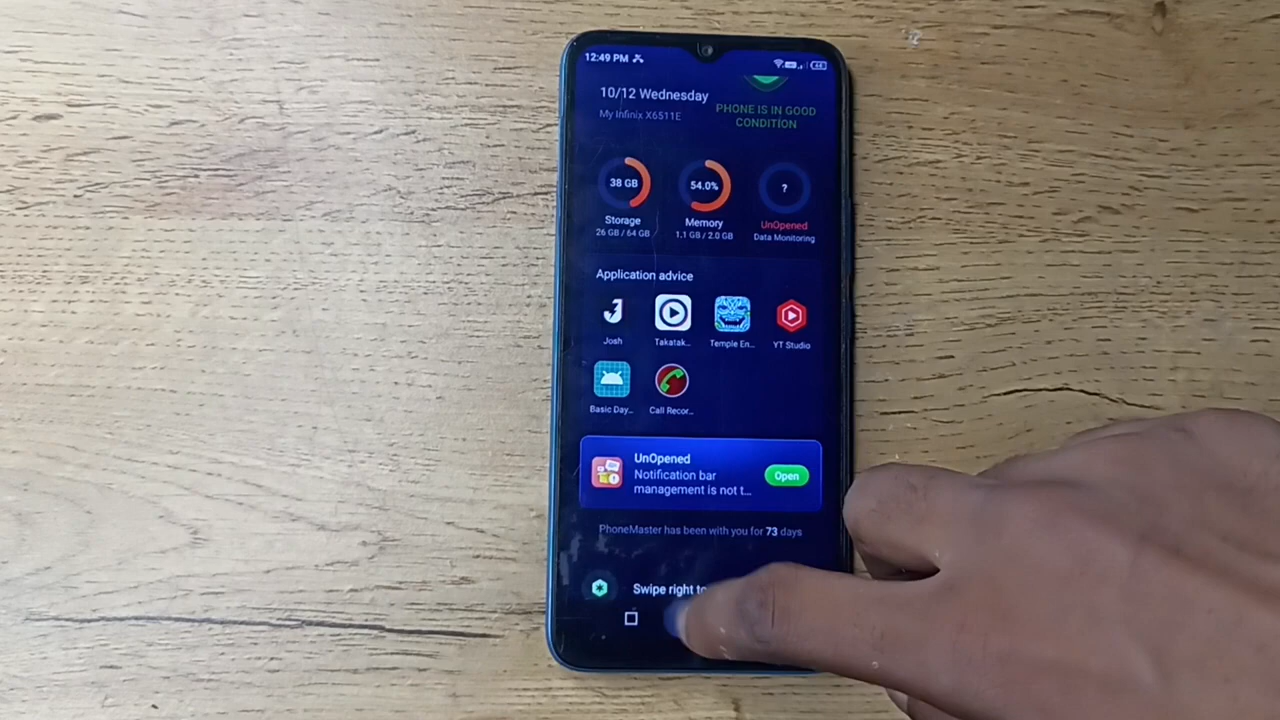 12:49 PM
44
10/12 Wednesday
My Infinix X6511E
PHONE IS IN GOOD
CONDITION
38 GB
54.0%
?
Storage
26 GB / 64 GB
Memory
1.1 GB / 2.0 GB
UnOpened
Data Monitoring
Application advice
Josh
Takatak...
Temple En...
YT Studio
Basic Day...
Call Recor...
UnOpened
Notification bar
management is not t...
Open
PhoneMaster has been with you for 73 days
Swipe right to